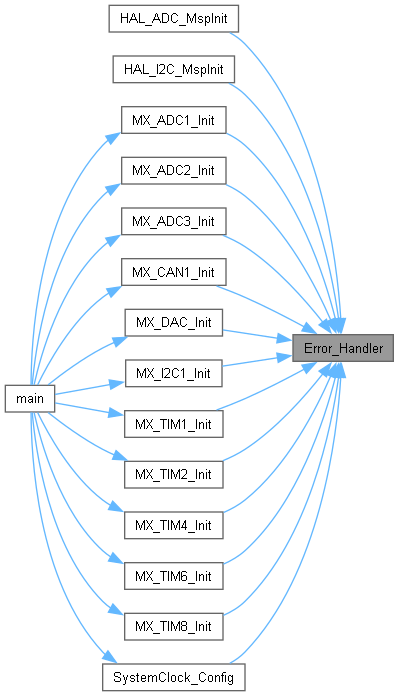 HAL_ADC_MspInit
HAL_I2C_MspInit
MX_ADC1_Init
MX_ADC2_Init
MX_ADC3_Init
MX_CAN1_Init
MX_DAC_Init
Error_Handler
MX_I2C1_Init
main
MX_TIM1_Init
MX_TIM2_Init
MX_TIM4_Init
MX_TIM6_Init
MX_TIM8_Init
SystemClock_Config